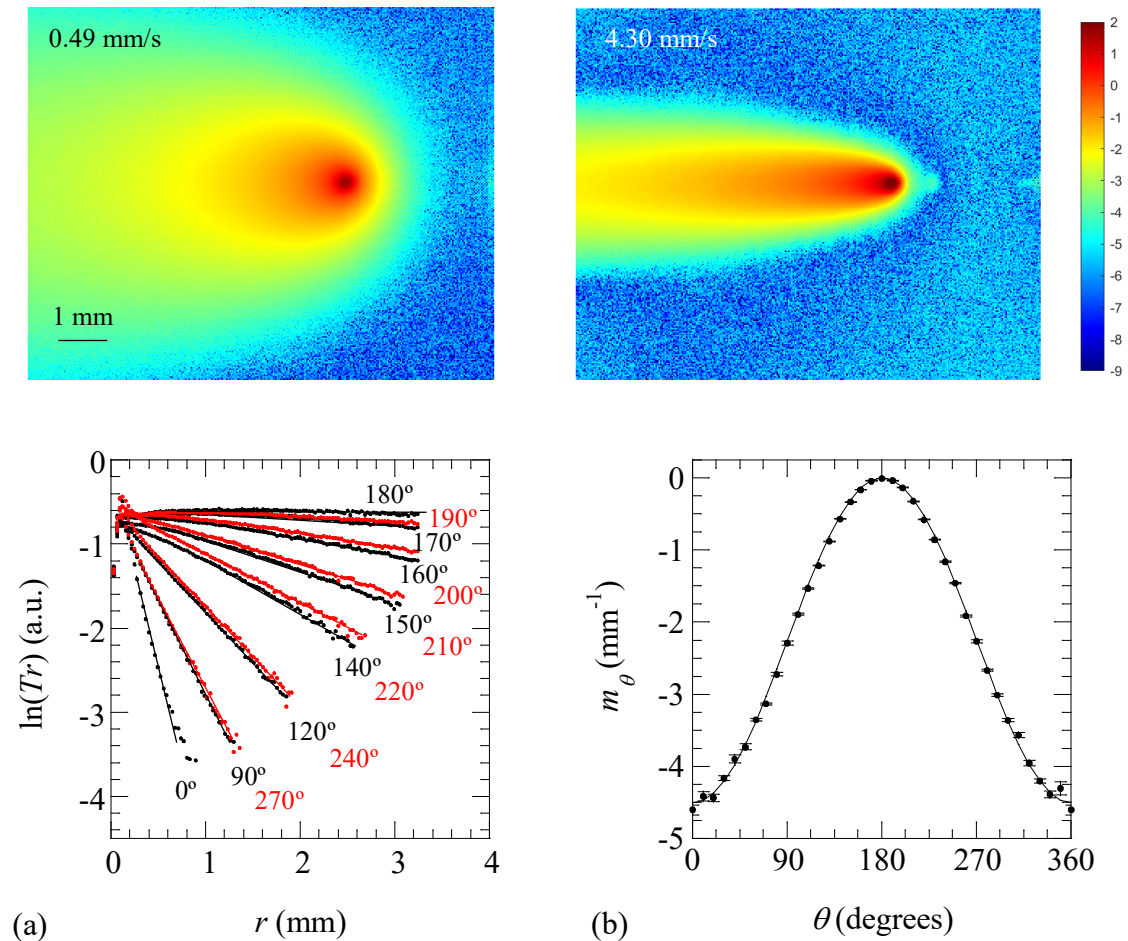 0.49 mm/s
1 mm
4.30 mm/s
2
1
0
-1
-2
-3
-4
-5
-6
-7
-8
-9
ln(Tr) (a.u.)
0
-1
-2
-3
-4
180º
190º
170º
160º
200º
150º
210º
140º
220º
120º
240º
90º
0º
270º
0 1 2 3 4
(a) r (mm)
mθ (mm⁻¹)
0
-1
-2
-3
-4
-5
0 90 180 270 360
(b) θ (degrees)